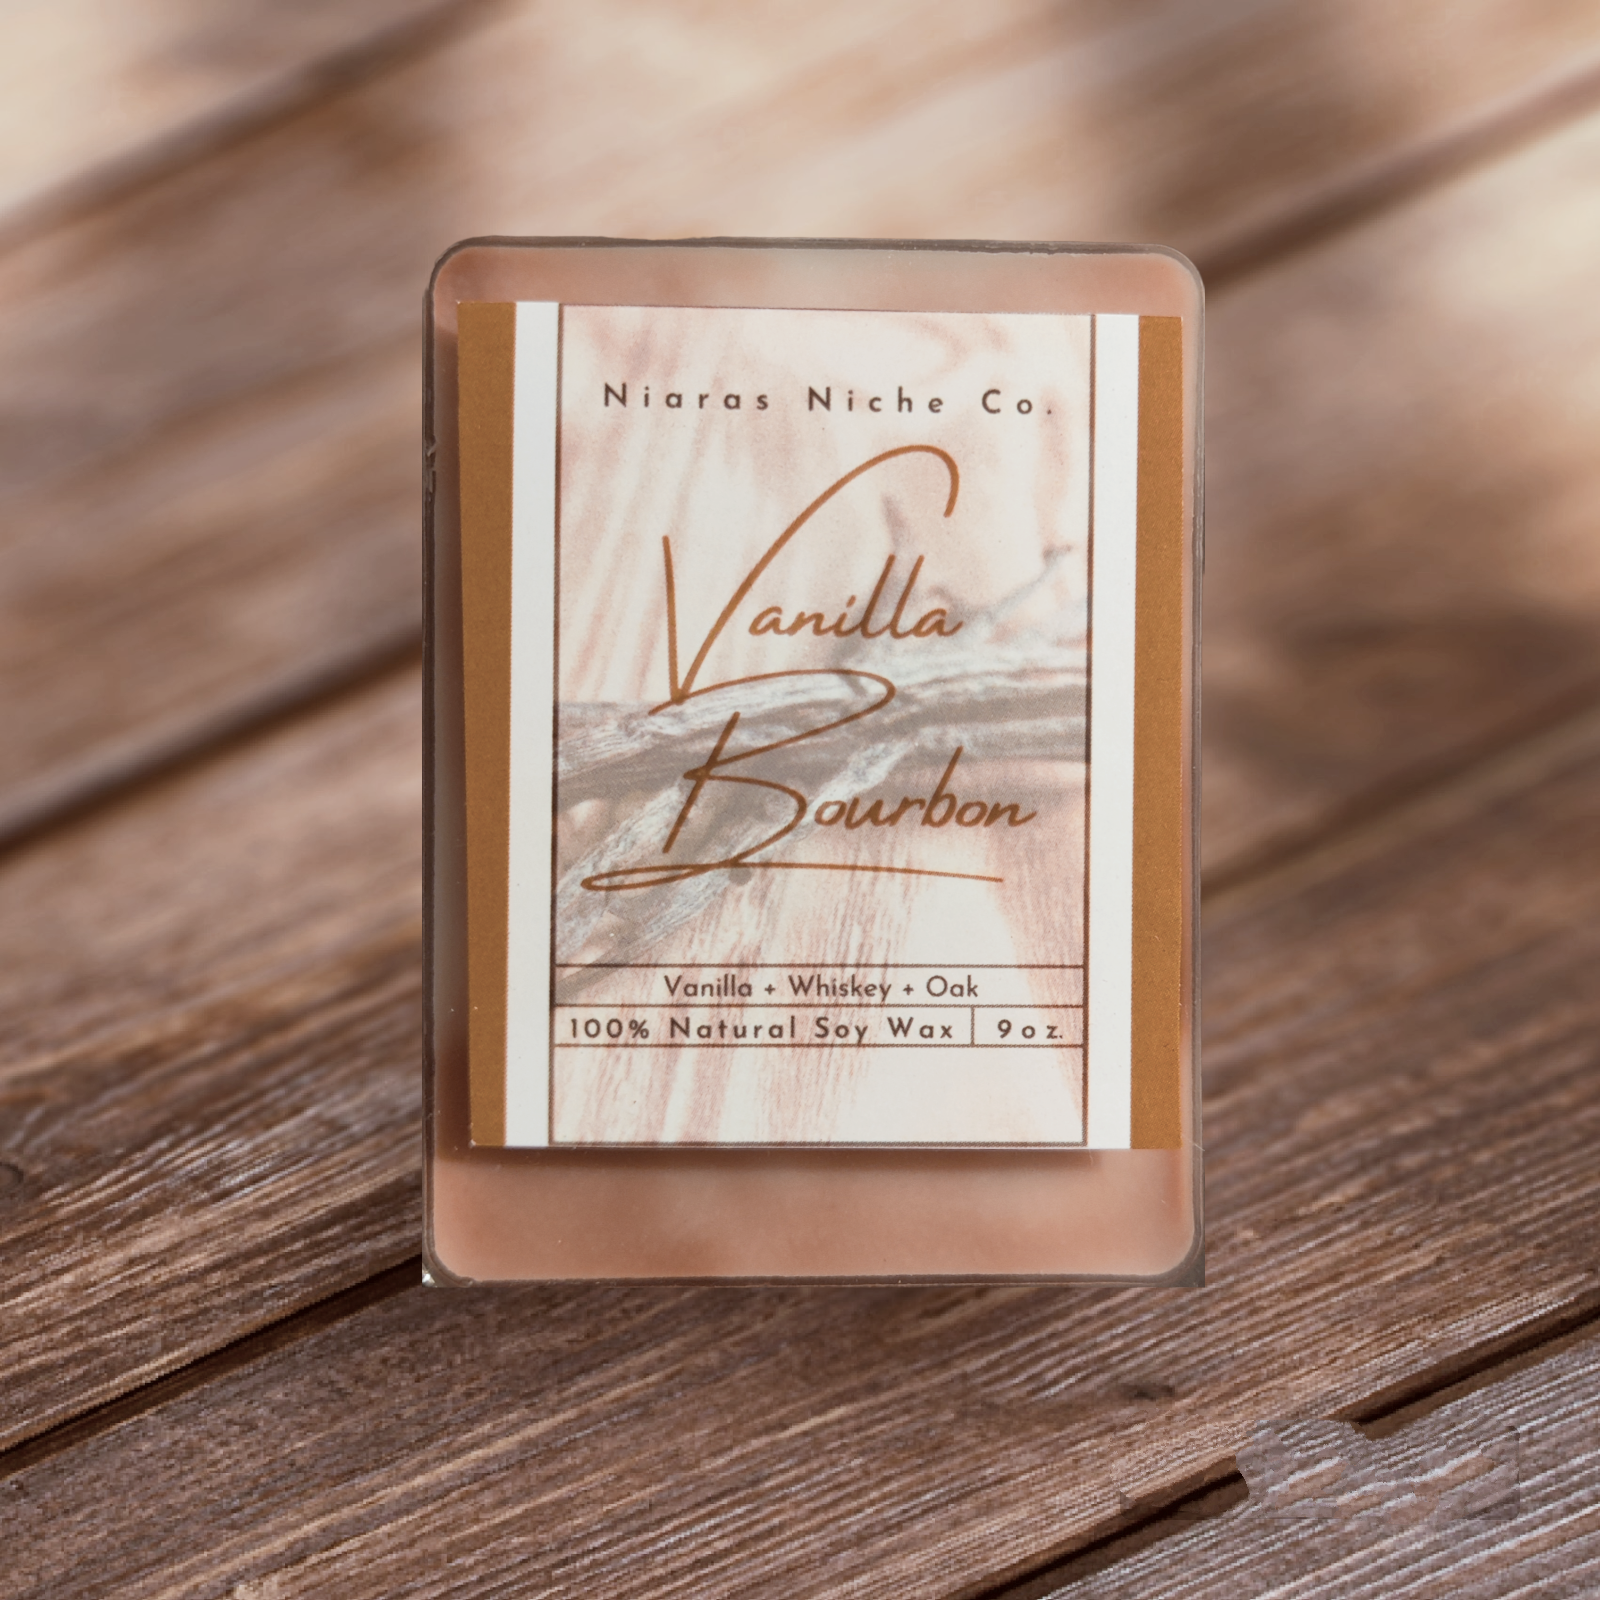 Niaras Niche Co.
Vanilla
Bourbon
Vanilla + Whiskey + Oak
100% Natural Soy Wax 9 oz.